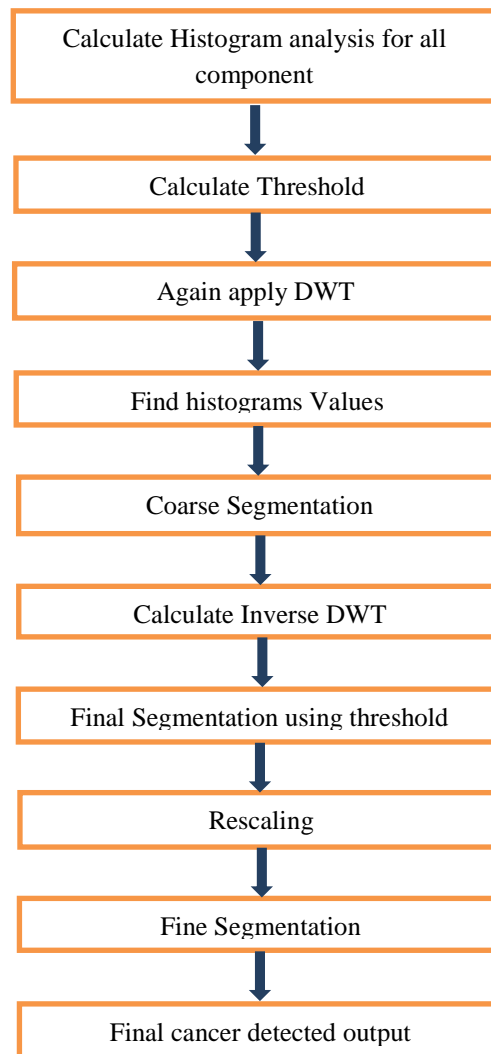 Calculate Histogram analysis for all
component
Calculate Threshold
Again apply DWT
Find histograms Values
Coarse Segmentation
Calculate Inverse DWT
Final Segmentation using threshold
Rescaling
Fine Segmentation
Final cancer detected output